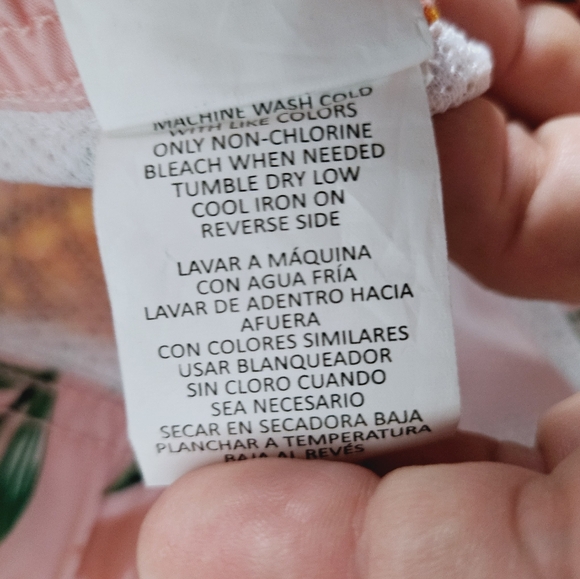 MACHINE WASH COLD
WITH LIKE COLORS
ONLY NON-CHLORINE
BLEACH WHEN NEEDED
TUMBLE DRY LOW
COOL IRON ON
REVERSE SIDE
LAVAR A MÁQUINA
CON AGUA FRÍA
LAVAR DE ADENTRO HACIA
AFUERA
CON COLORES SIMILARES
USAR BLANQUEADOR
SIN CLORO CUANDO
SEA NECESARIO
SECAR EN SECADORA BAJA
PLANCHAR A TEMPERATURA
BAJA AL REVÉS